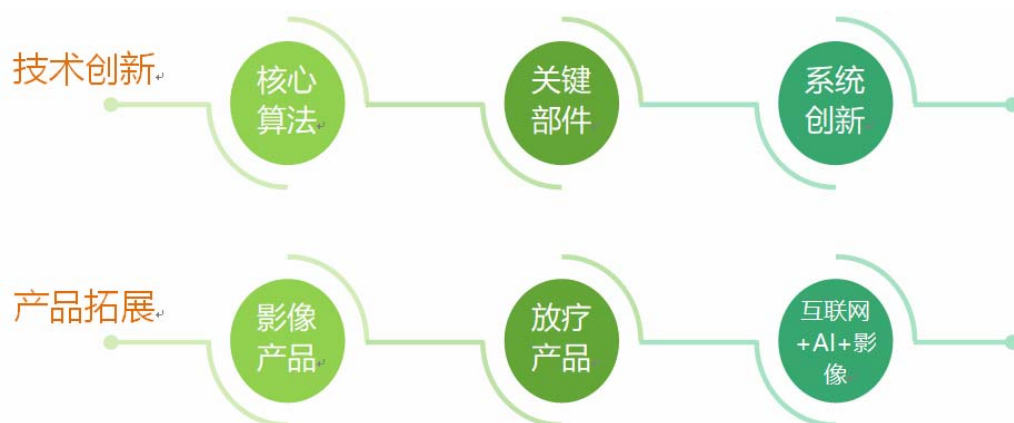 技术创新
核心
算法
关键
部件
系统
创新
产品拓展
影像
产品
放疗
产品
互联网
+AI+影
像